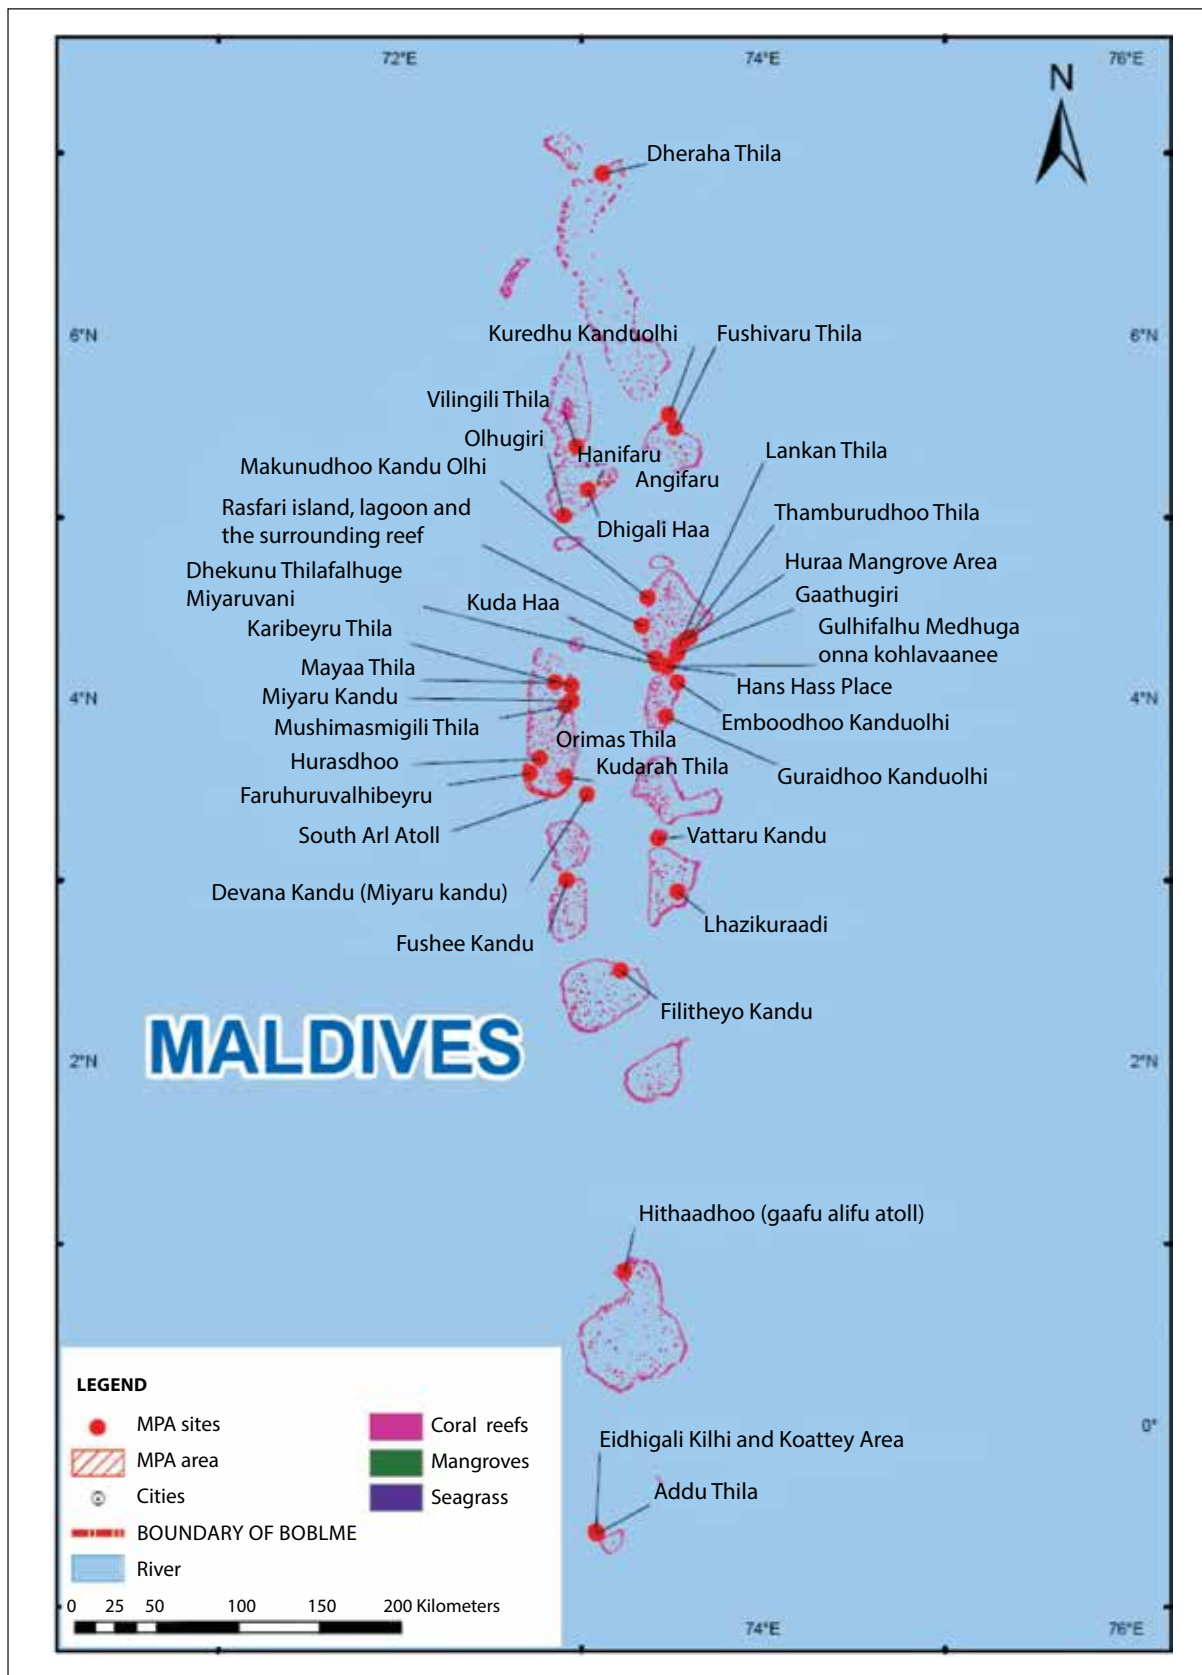 72°E
74°E
76°E
N
Dheraha Thila
6°N
Kuredhu Kanduolhi
Fushivaru Thila
6°N
Vilingili Thila
Olhugiri
Hanifaru
Lankan Thila
Makunudhoo Kandu Olhi
Angifaru
Rasfari island, lagoon and
the surrounding reef
Dhigali Haa
Thamburudhoo Thila
Huraa Mangrove Area
Dhekunu Thilafalhuge
Miyaruvani
Kuda Haa
Gaathugiri
Karibeyru Thila
Gulhifalhu Medhuga
onna kohlavaanee
Mayaa Thila
Hans Hass Place
4°N
Miyaru Kandu
4°N
Mushimasmigili Thila
Emboodhoo Kanduolhi
Orimas Thila
Hurasdhoo
Kudarah Thila
Guraidhoo Kanduolhi
Faruhuruvalhibeyru
South Arl Atoll
Vattaru Kandu
Devana Kandu (Miyaru kandu)
Lhazikuraadi
Fushee Kandu
Filitheyo Kandu
MALDIVES
2°N
2°N
Hithaadhoo (gaafu alifu atoll)
LEGEND
MPA sites
Coral reefs
0°
MPA area
Mangroves
Eidhigali Kilhi and Koattey Area
Cities
Seagrass
Addu Thila
BOUNDARY OF BOBLME
River
0 25 50 100 150 200 Kilometers
74°E
76°E